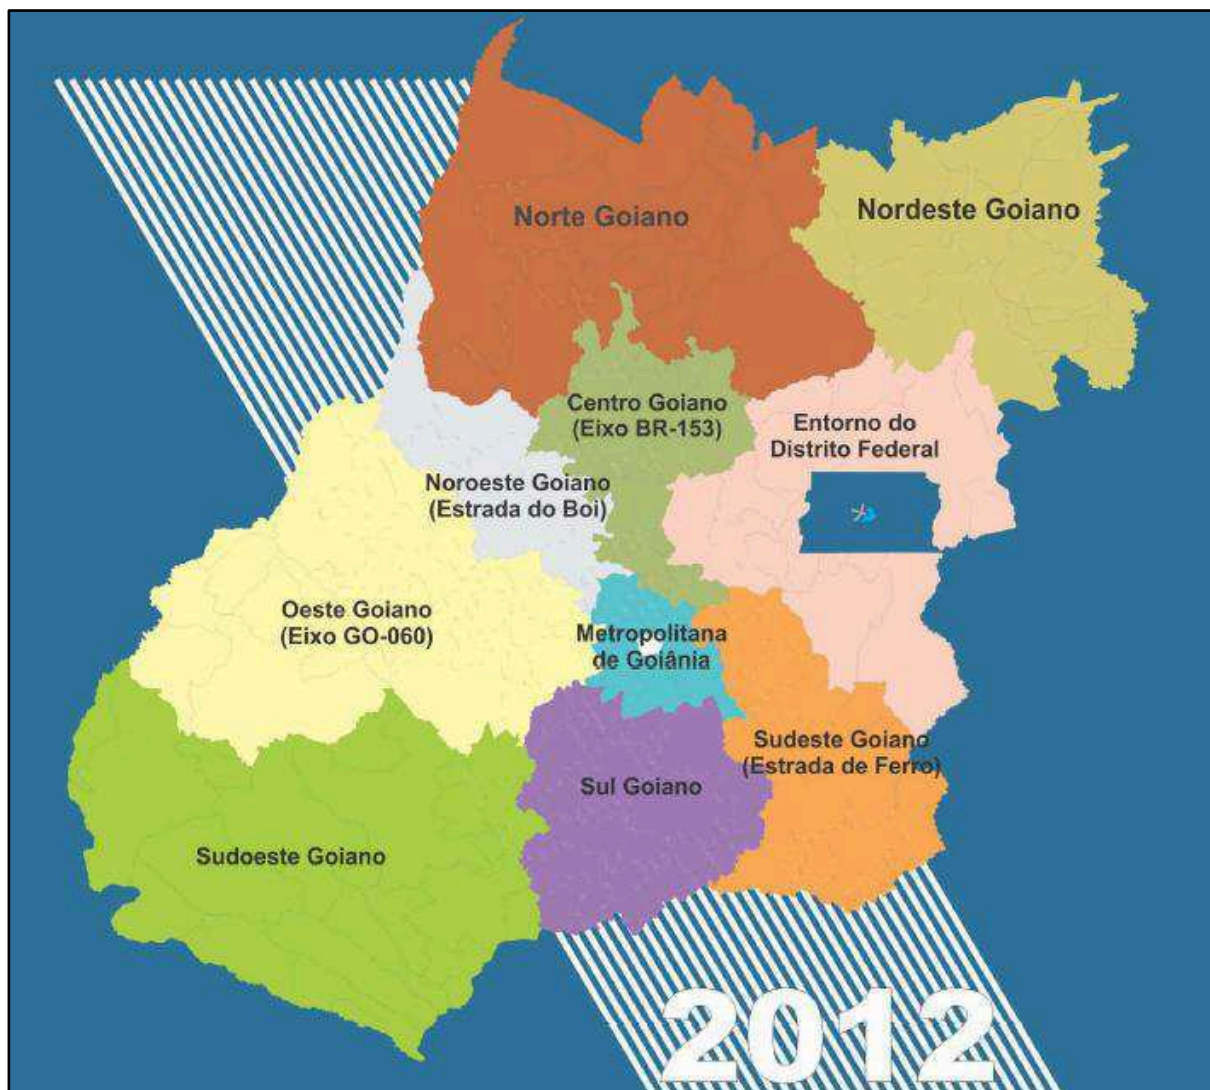 Norte Goiano
Nordeste Goiano
Centro Goiano
(Eixo BR-153)
Entorno do
Distrito Federal
Noroeste Goiano
(Estrada do Boi)
Oeste Goiano
(Eixo GO-060)
Metropolitana
de Goiânia
Sudeste Goiano
(Estrada de Ferro)
Sul Goiano
Sudoeste Goiano
2012